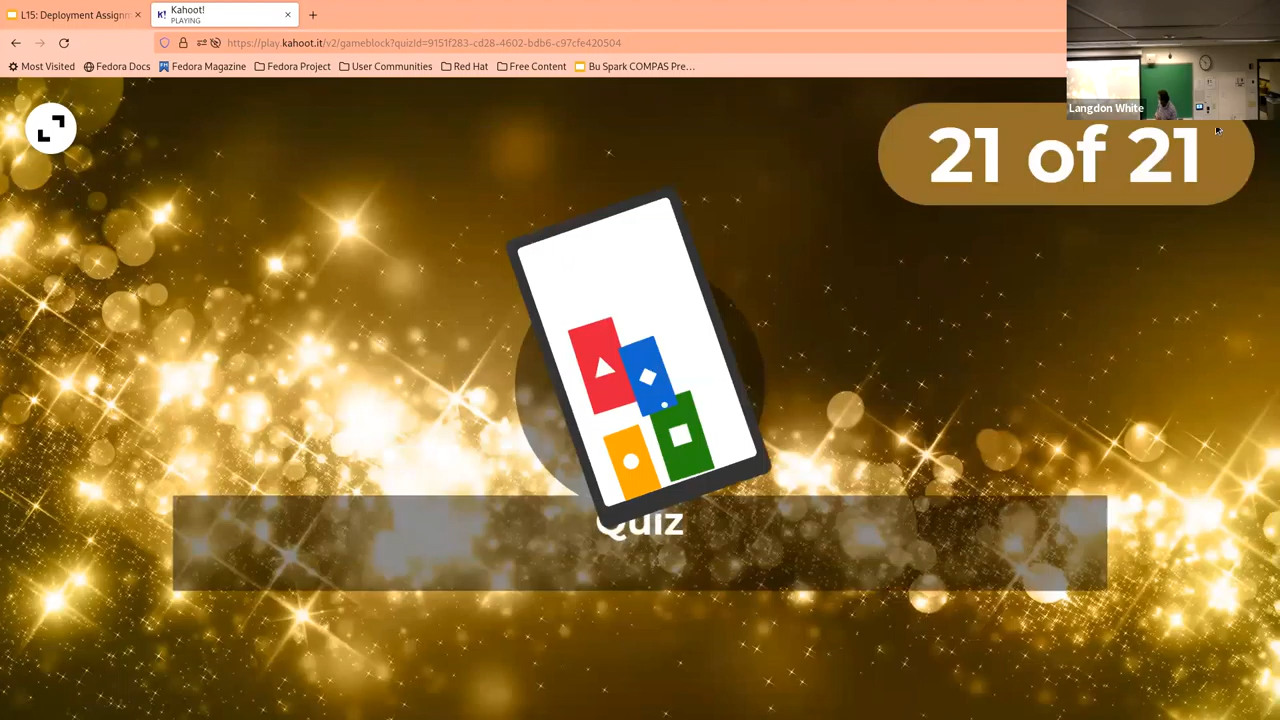 L15: Deployment Assignm
Kahoot!
PLAYING
https://play.kahoot.it/v2/gameblock?quizId=9151f283-cd28-4602-bdb6-c97cfe420504
Most Visited
Fedora Docs
Fedora Magazine
Fedora Project
User Communities
Red Hat
Free Content
Bu Spark COMPAS Pre…
Langdon White
21 of 21
Quiz